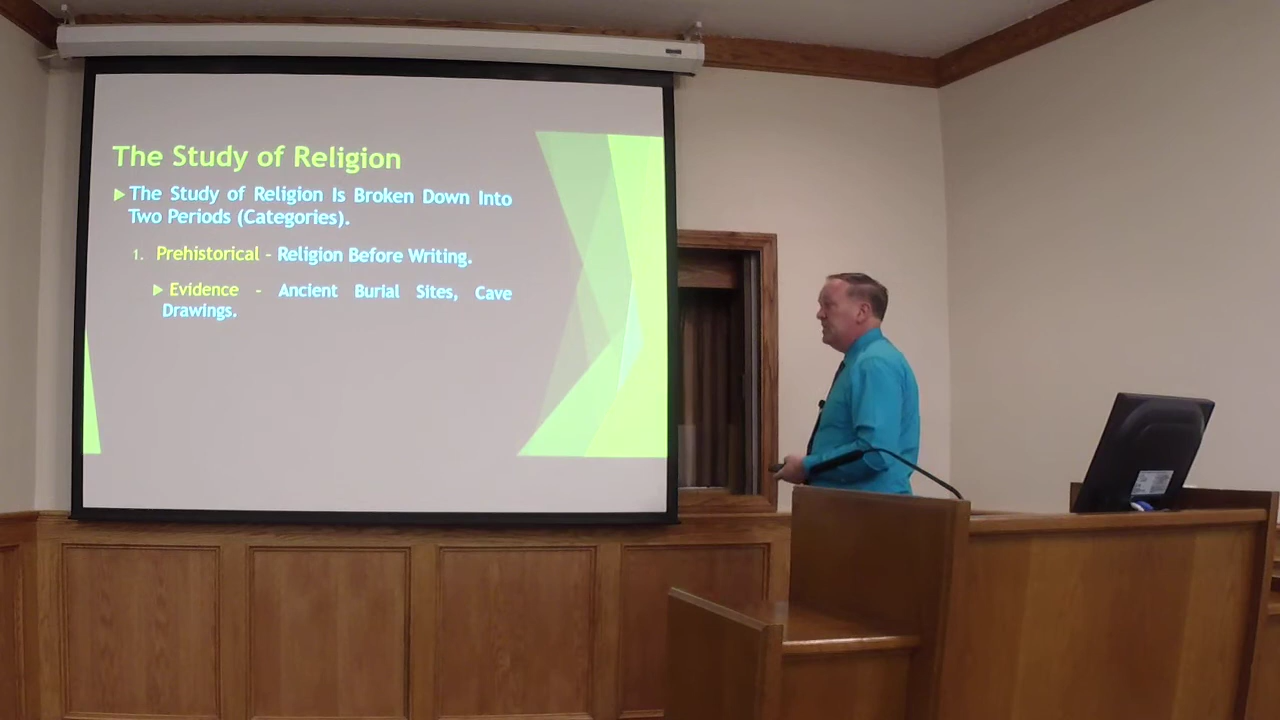 The Study of Religion
The Study of Religion Is Broken Down Into
Two Periods (Categories).
1. Prehistorical - Religion Before Writing.
Evidence - Ancient Burial Sites, Cave
Drawings.